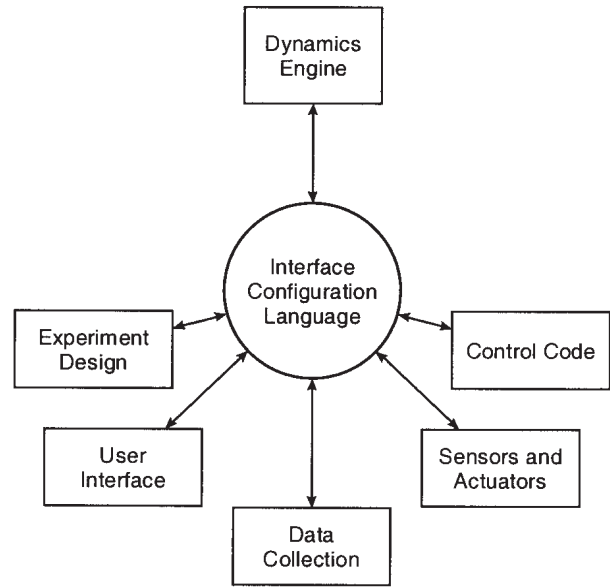 Dynamics
Engine
Interface
Configuration
Language
Experiment
Design
Control Code
User
Interface
Sensors and
Actuators
Data
Collection